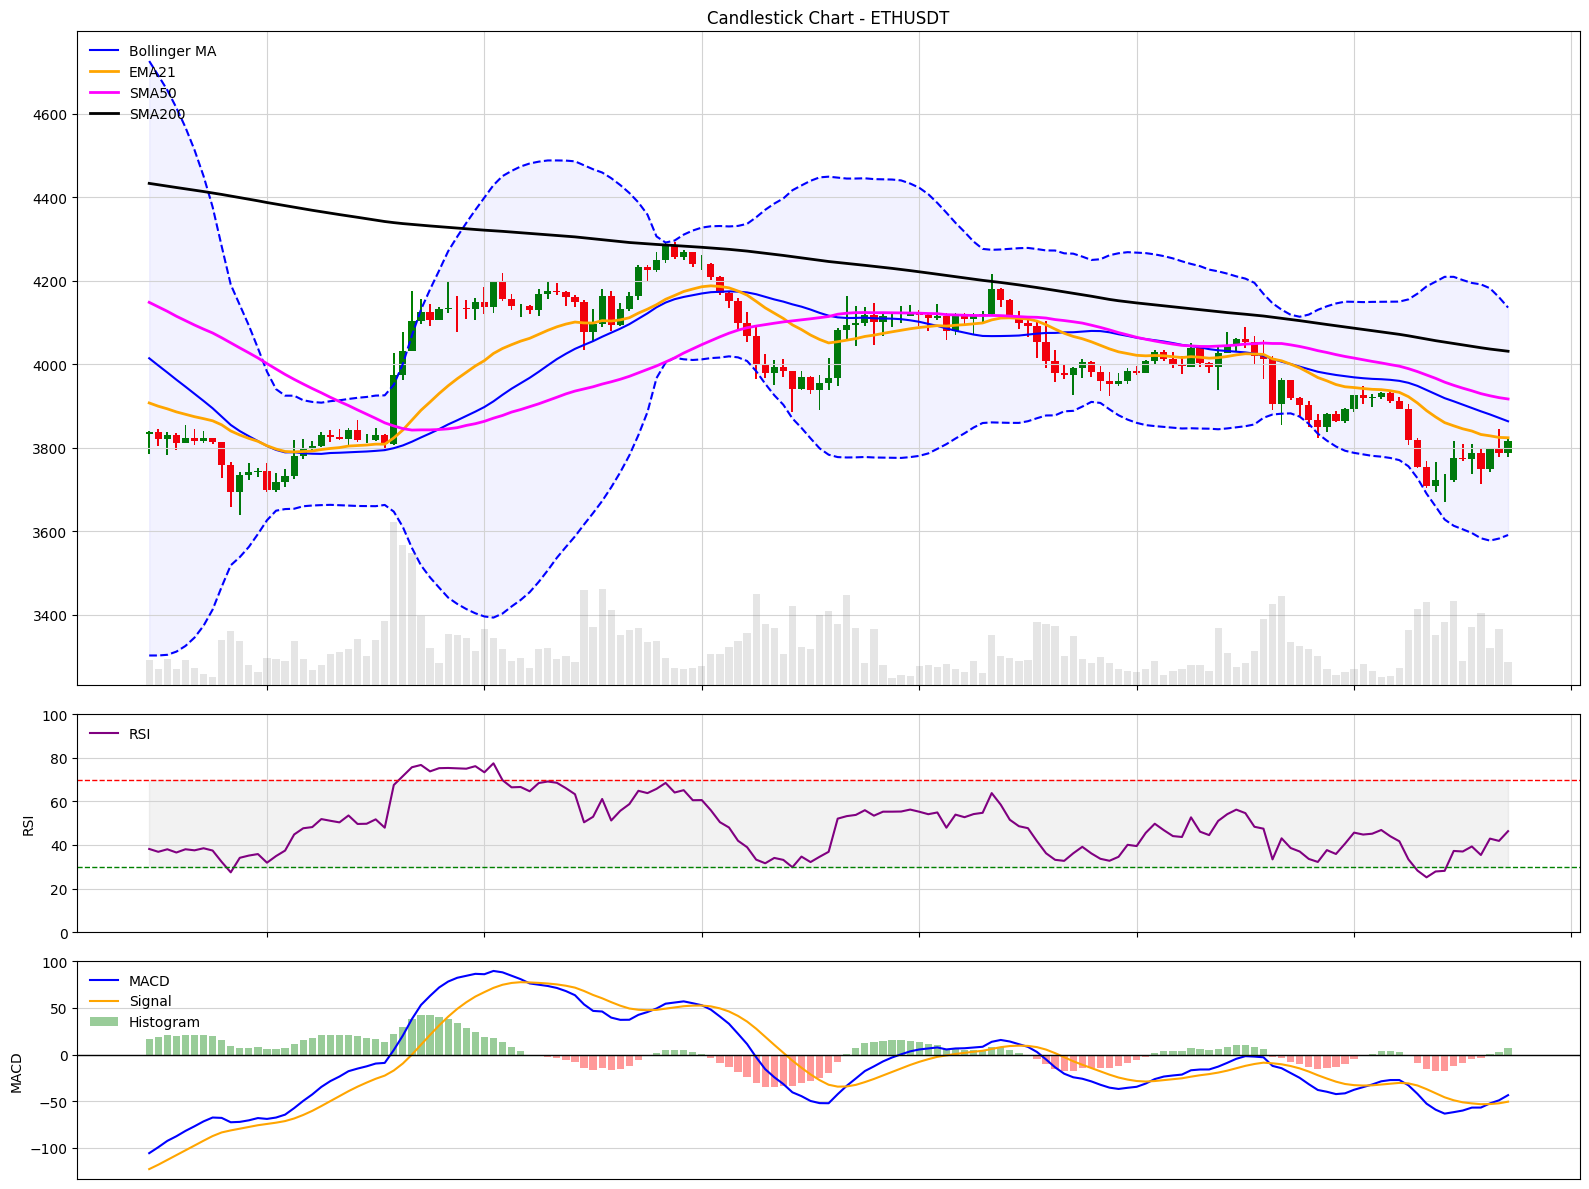 Candlestick Chart - ETHUSDT
Bollinger MA
EMA21
SMA50
SMA200
4600
4400
4200
4000
3800
3600
3400
RSI
100
80
60
40
20
0
RSI
MACD
Signal
Histogram
100
50
0
−50
−100
MACD